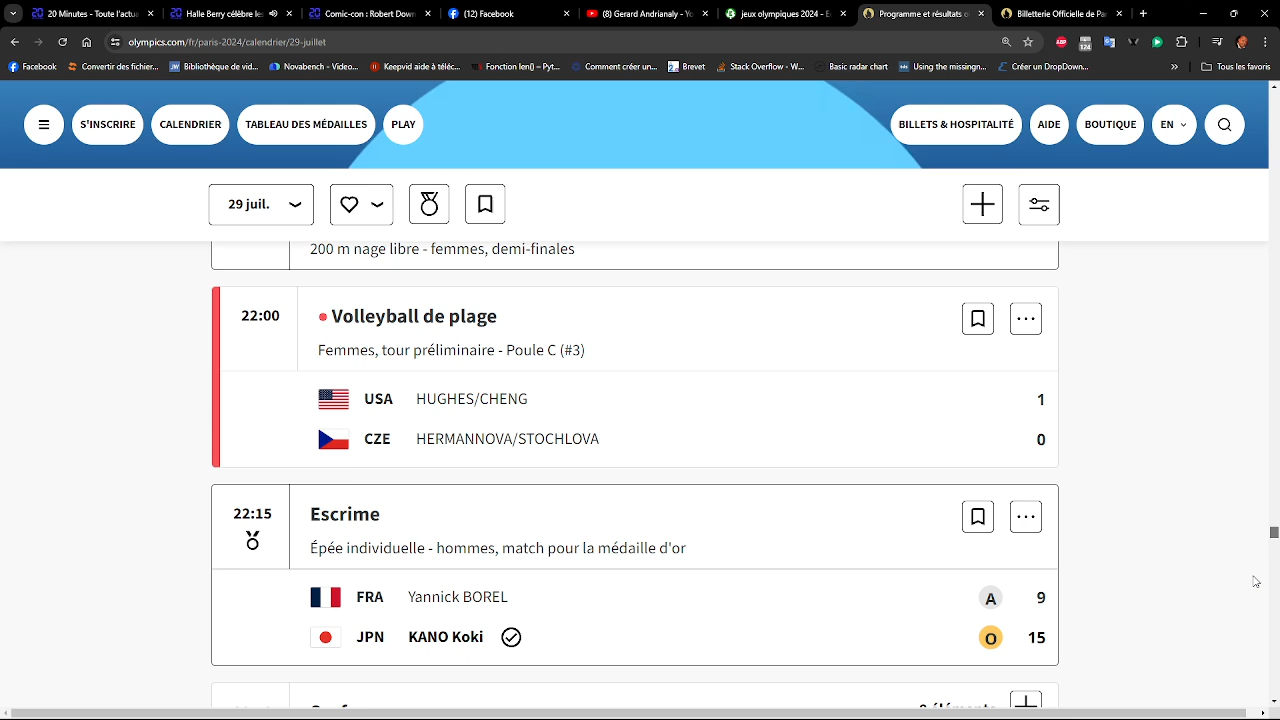 20 Minutes - Toute l'actua
Halle Berry célèbre les
Comic-con : Robert Down
(12) Facebook
(8) Gerard Andrianaly - Yo
jeux olympiques 2024 - E
Programme et résultats o
Billetterie Officielle de Pa
olympics.com/fr/paris-2024/calendrier/29-juillet
Facebook
Convertir des fichier...
Bibliothèque de vid...
Novabench - Video...
Keepvid aide à téléc...
Fonction len() – Pyt...
Comment créer un...
Brevet
Stack Overflow - W...
Basic radar chart
Using the missingn...
Créer un DropDown...
Tous les favoris
S'INSCRIRE
CALENDRIER
TABLEAU DES MÉDAILLES
PLAY
BILLETS & HOSPITALITÉ
AIDE
BOUTIQUE
EN
29 juil.
200 m nage libre - femmes, demi-finales
22:00
Volleyball de plage
Femmes, tour préliminaire - Poule C (#3)
USA HUGHES/CHENG 1
CZE HERMANNOVA/STOCHLOVA 0
22:15
Escrime
Épée individuelle - hommes, match pour la médaille d'or
FRA Yannick BOREL A 9
JPN KANO Koki O 15